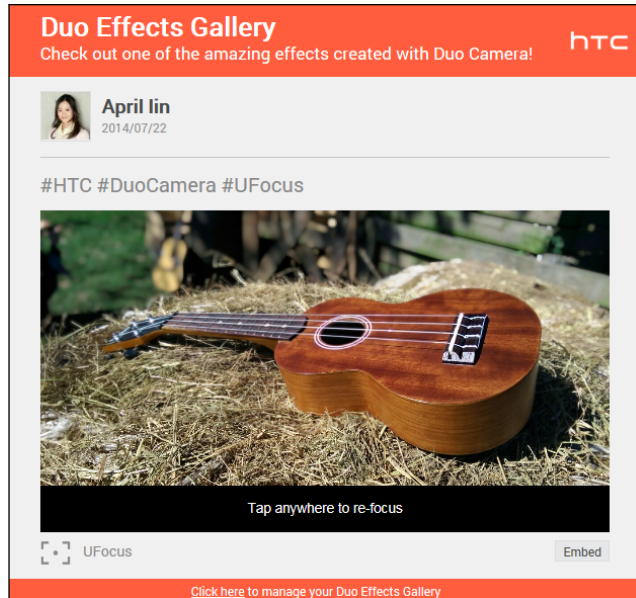 Duo Effects Gallery
Check out one of the amazing effects created with Duo Camera!
hTC
April lin
2014/07/22
#HTC #DuoCamera #UFocus
Tap anywhere to re-focus
UFocus
Embed
Click here to manage your Duo Effects Gallery